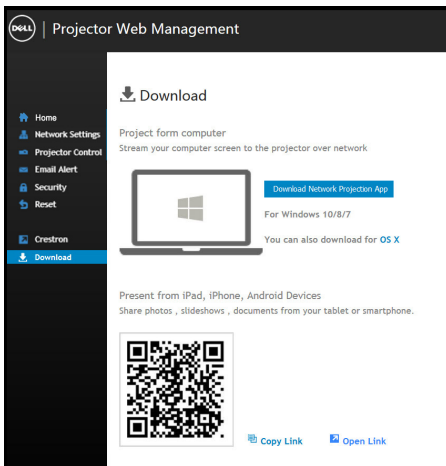 DELL | Projector Web Management
Download
Home
Network Settings
Projector Control
Email Alert
Security
Reset
Crestron
Download
Project form computer
Stream your computer screen to the projector over network
Download Network Projection App
For Windows 10/8/7
You can also download for OS X
Present from iPad, iPhone, Android Devices
Share photos , slideshows , documents from your tablet or smartphone.
Copy Link
Open Link